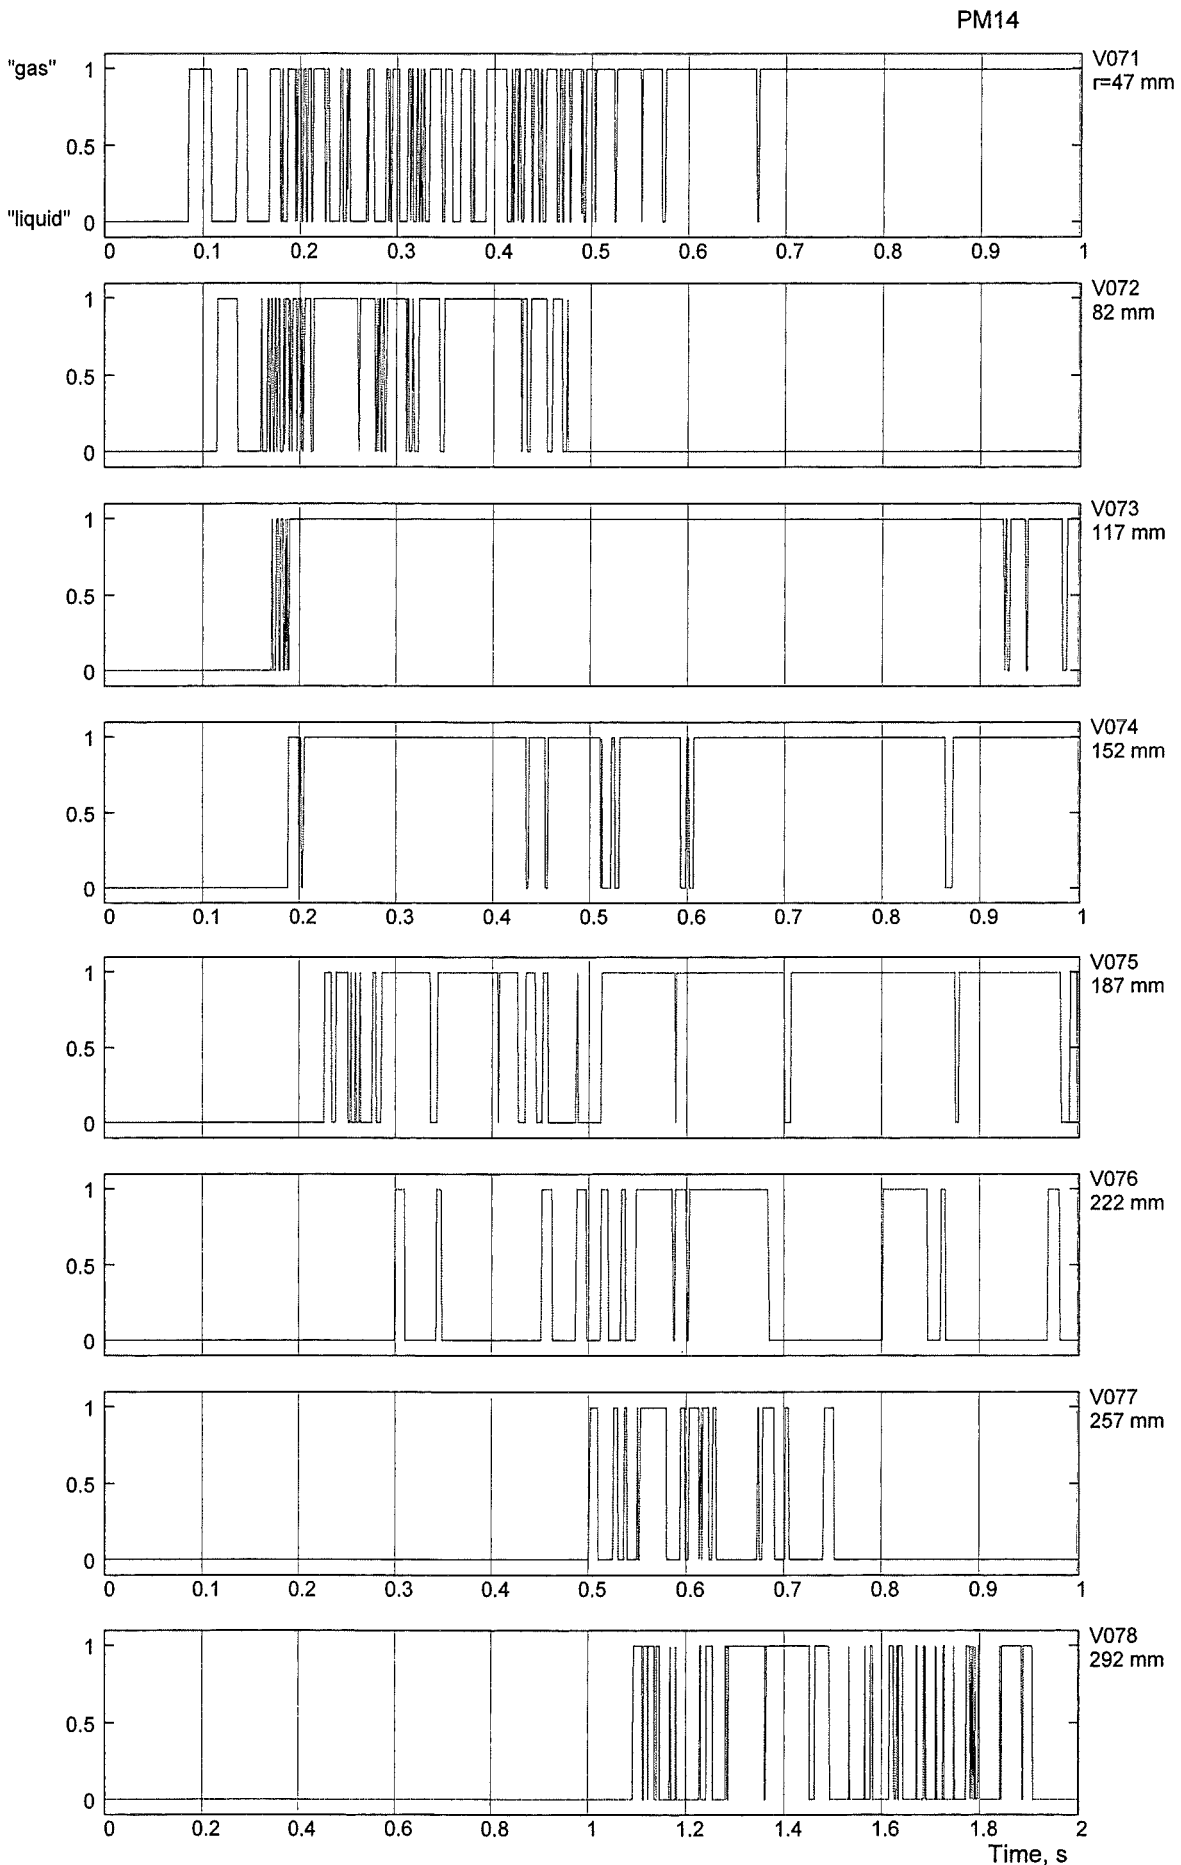 PM14
"gas" 1 V071
r=47 mm
0.5
"liquid" 0
0 0.1 0.2 0.3 0.4 0.5 0.6 0.7 0.8 0.9 1
1 V072
82 mm
0.5
0
1 V073
117 mm
0.5
0
1 V074
152 mm
0.5
0
0 0.1 0.2 0.3 0.4 0.5 0.6 0.7 0.8 0.9 1
1 V075
187 mm
0.5
0
1 V076
222 mm
0.5
0
1 V077
257 mm
0.5
0
0 0.1 0.2 0.3 0.4 0.5 0.6 0.7 0.8 0.9 1
1 V078
292 mm
0.5
0
0 0.2 0.4 0.6 0.8 1 1.2 1.4 1.6 1.8 2
Time, s